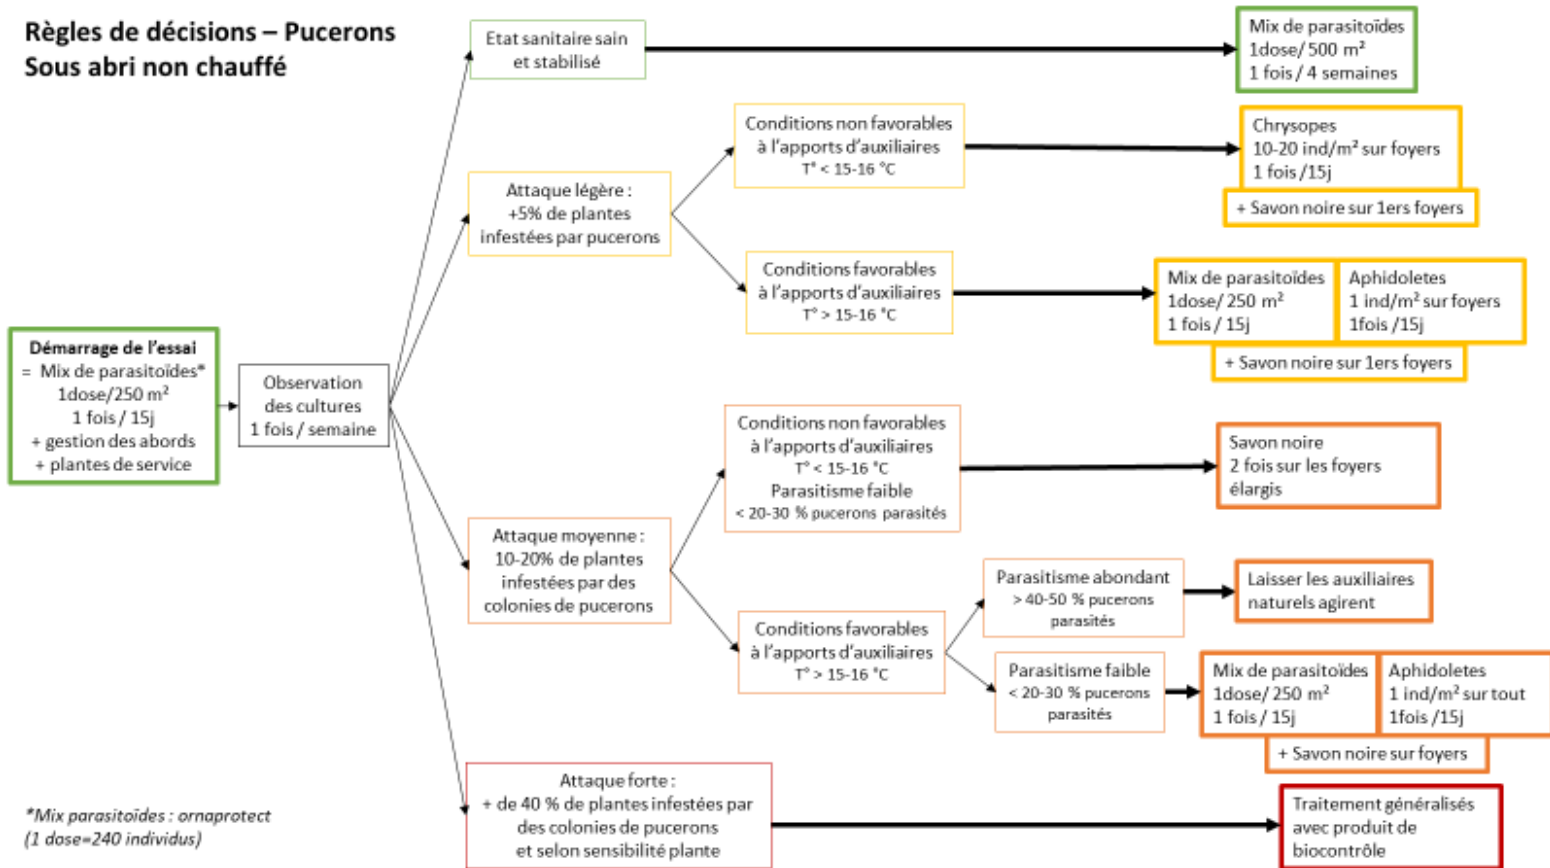 Règles de décisions – Pucerons
Sous abri non chauffé
Démarrage de l'essai
= Mix de parasitoïdes*
1dose/250 m²
1 fois / 15j
+ gestion des abords
+ plantes de service
Observation
des cultures
1 fois / semaine
Etat sanitaire sain
et stabilisé
Mix de parasitoïdes
1dose/ 500 m²
1 fois / 4 semaines
Attaque légère :
+5% de plantes
infestées par pucerons
Conditions non favorables
à l'apports d'auxiliaires
T° < 15-16 °C
Chrysopes
10-20 ind/m² sur foyers
1 fois /15j
+ Savon noire sur 1ers foyers
Conditions favorables
à l'apports d'auxiliaires
T° > 15-16 °C
Mix de parasitoïdes
1dose/ 250 m²
1 fois / 15j
Aphidoletes
1 ind/m² sur foyers
1fois /15j
+ Savon noire sur 1ers foyers
Attaque moyenne :
10-20% de plantes
infestées par des
colonies de pucerons
Conditions non favorables
à l'apports d'auxiliaires
T° < 15-16 °C
Parasitisme faible
< 20-30 % pucerons parasités
Savon noire
2 fois sur les foyers
élargis
Conditions favorables
à l'apports d'auxiliaires
T° > 15-16 °C
Parasitisme abondant
> 40-50 % pucerons
parasités
Laisser les auxiliaires
naturels agirent
Parasitisme faible
< 20-30 % pucerons
parasités
Mix de parasitoïdes
1dose/ 250 m²
1 fois / 15j
Aphidoletes
1 ind/m² sur tout
1fois /15j
+ Savon noire sur foyers
Attaque forte :
+ de 40 % de plantes infestées par
des colonies de pucerons
et selon sensibilité plante
Traitement généralisés
avec produit de
biocontrôle
*Mix parasitoïdes : ornaprotect
(1 dose=240 individus)